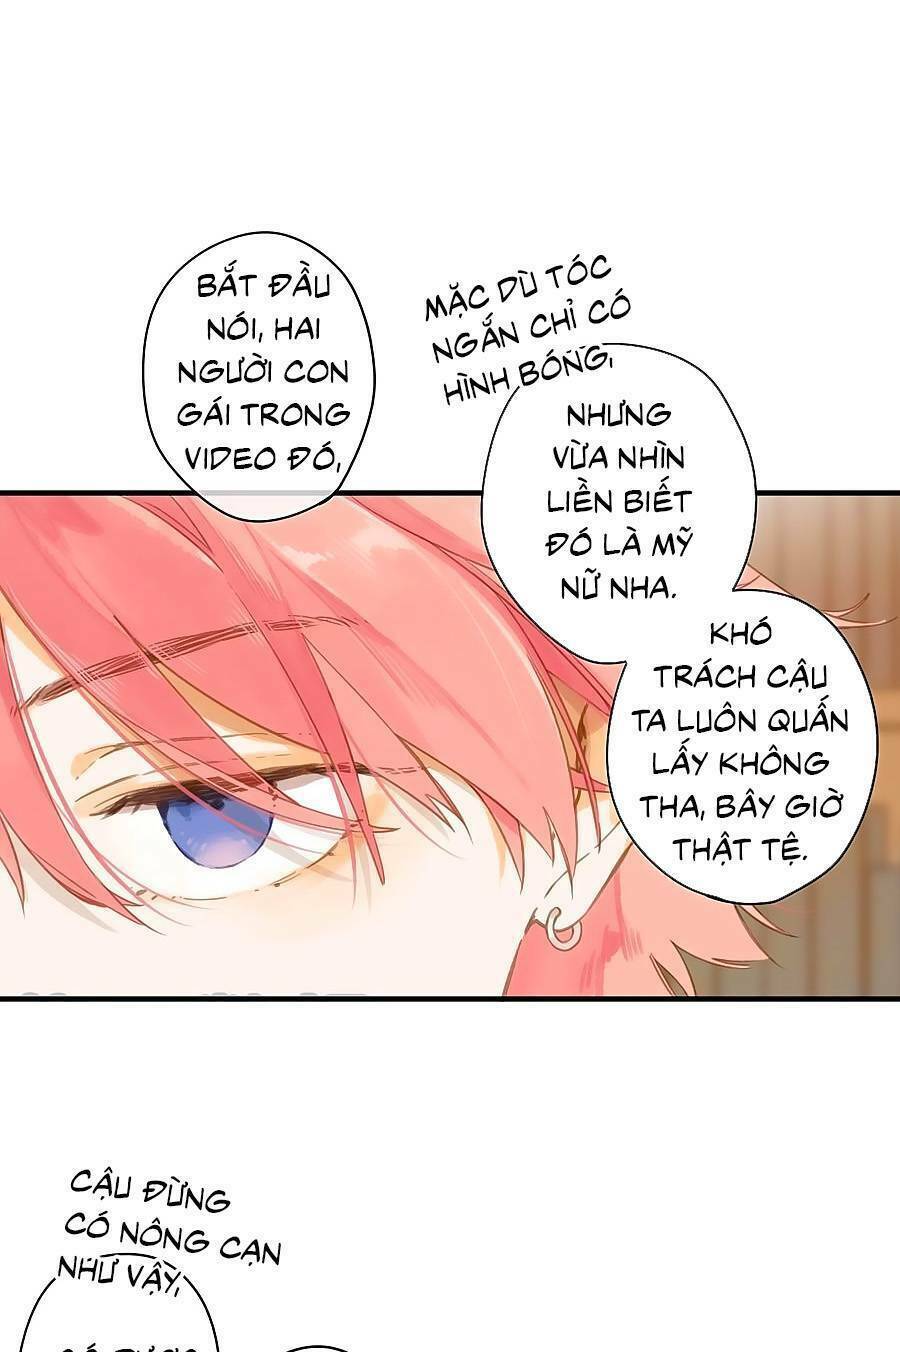 BẮT ĐẦU
NÓI, HAI
NGƯỜI CON
GÁI TRONG
VIDEO ĐÓ,
MẶC DÙ TÓC
NGẮN CHỈ CÓ
HÌNH BÓNG,
NHƯNG
VỪA NHÌN
LIỀN BIẾT
ĐÓ LÀ MỸ
NỮ NHA.
KHÓ
TRÁCH CẬU
TA LUÔN QUẤN
LẤY KHÔNG
THA, BÂY GIỜ
THẬT TỆ.
CẬU ĐỪNG
CÓ NÔNG CẠN
NHƯ VẬY,